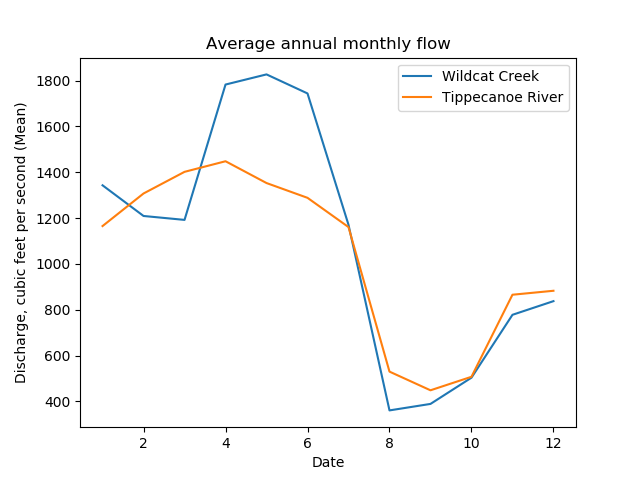 Average annual monthly flow
Wildcat Creek
Tippecanoe River
Discharge, cubic feet per second (Mean)
1800
1600
1400
1200
1000
800
600
400
2 4 6 8 10 12
Date